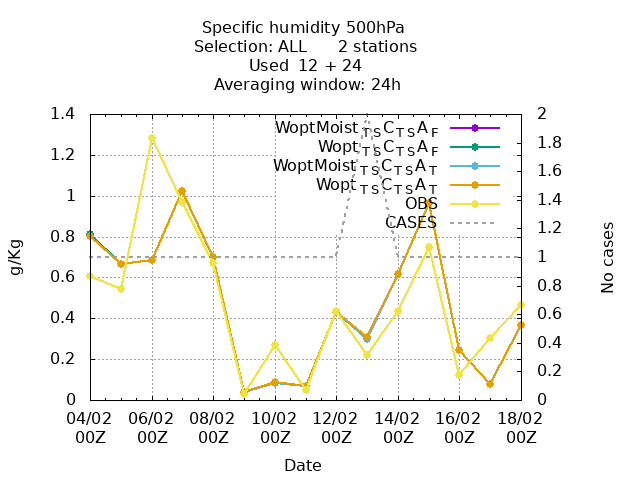 Specific humidity 500hPa
Selection: ALL      2 stations
Used  12 + 24
Averaging window: 24h
1.4
1.2
1
0.8
0.6
0.4
0.2
0
g/Kg
WoptMoist TS C TS A F
Wopt TS C TS A F
WoptMoist TS C TS A T
Wopt TS C TS A T
OBS
CASES
2
1.8
1.6
1.4
1.2
1
0.8
0.6
0.4
0.2
0
No cases
04/02 06/02 08/02 10/02 12/02 14/02 16/02 18/02
00Z 00Z 00Z 00Z 00Z 00Z 00Z 00Z
Date